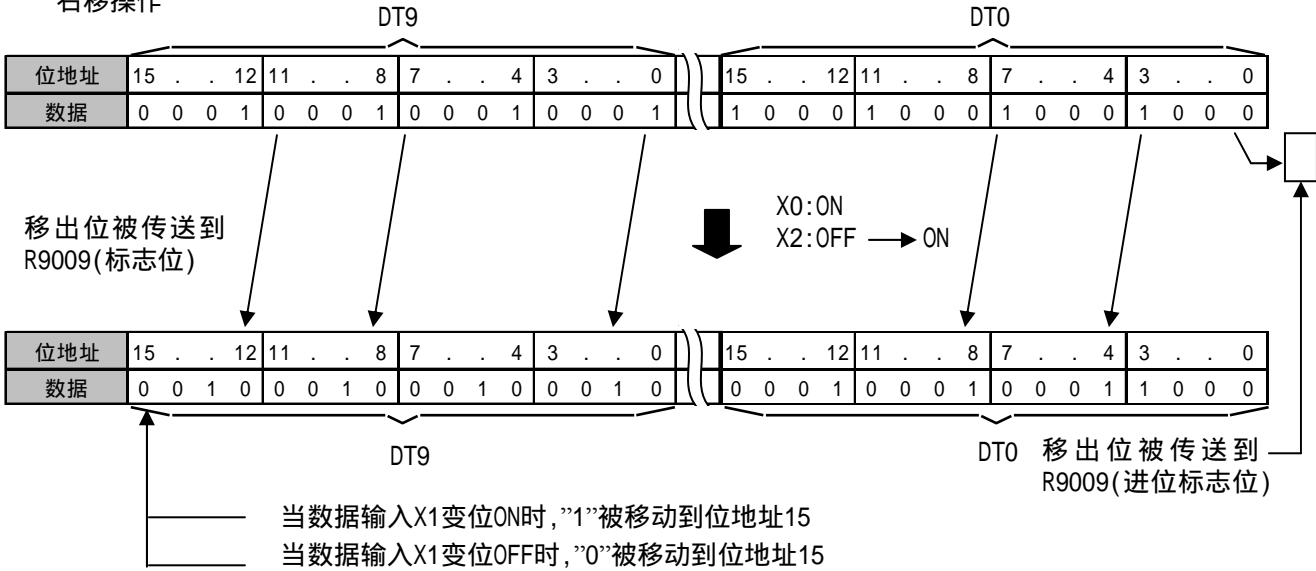 右移操作
DT9 DT0
位地址 15 . . 12 11 . . 8 7 . . 4 3 . . 0 15 . . 12 11 . . 8 7 . . 4 3 . . 0
数据 0 0 0 1 0 0 0 1 0 0 0 1 0 0 0 1 1 0 0 0 1 0 0 0 1 0 0 0 1 0 0 0
X0:ON
移出位被传送到 X2:OFF ON
R9009(标志位)
位地址 15 . . 12 11 . . 8 7 . . 4 3 . . 0 15 . . 12 11 . . 8 7 . . 4 3 . . 0
数据 0 0 1 0 0 0 1 0 0 0 1 0 0 0 1 0 0 0 0 1 0 0 0 1 0 0 0 1 1 0 0 0
DT9 DT0 移出位被传送到
R9009(进位标志位)
当数据输入X1变位ON时,”1”被移动到位地址15
当数据输入X1变位OFF时,”0”被移动到位地址15